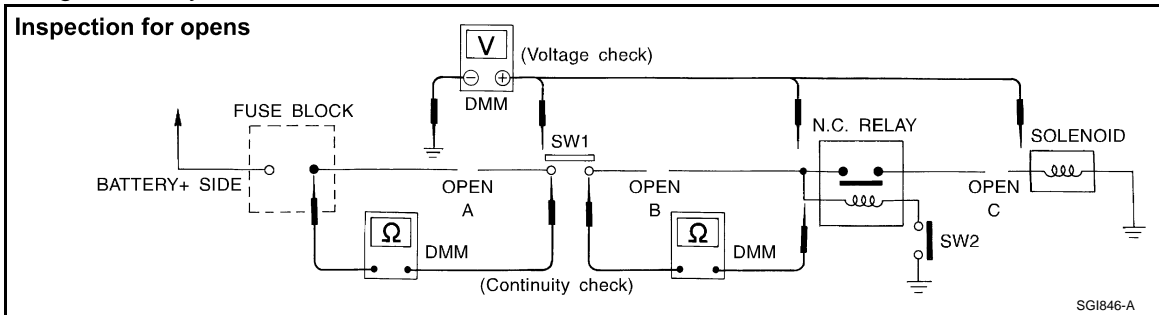 Inspection for opens
V
(Voltage check)
DMM
FUSE BLOCK
SW1
N.C. RELAY
SOLENOID
BATTERY+ SIDE
OPEN
A
OPEN
B
OPEN
C
Ω
DMM
Ω
DMM
SW2
(Continuity check)
SGI846-A